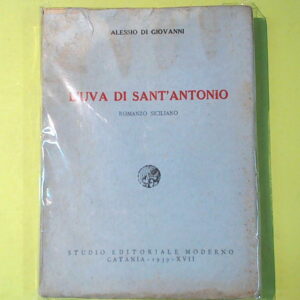 ALESSIO DI GIOVANNI
L'UVA DI SANT'ANTONIO
ROMANZO SICILIANO
STUDIO EDITORIALE MODERNO
CATANIA - 1939 - XVII